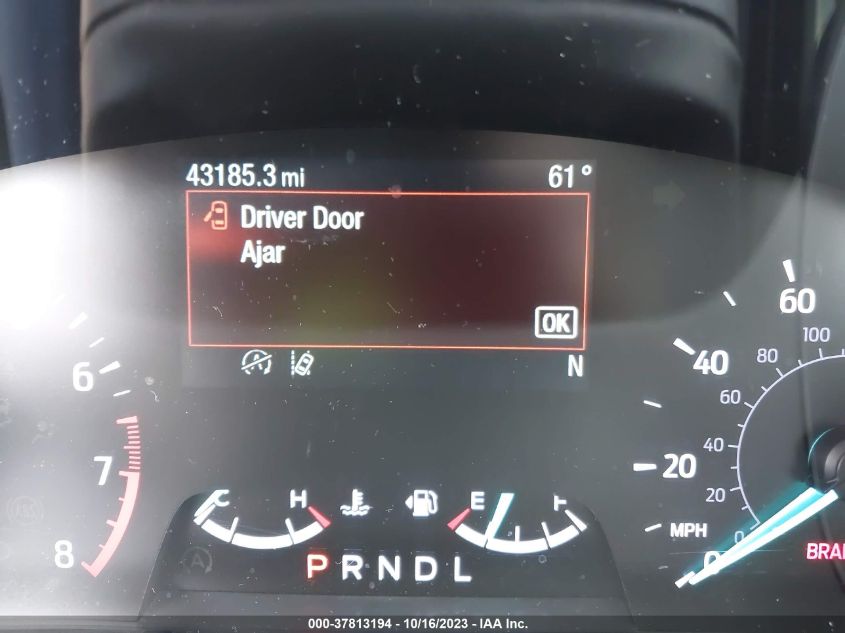 43185.3 mi 61°
Driver Door
Ajar
OK
N
60
100
6
40
80
60
7
20
40
20
C H E F
MPH
0
8
P R N D L
0
BRA
000-37813194 - 10/16/2023 - IAA Inc.